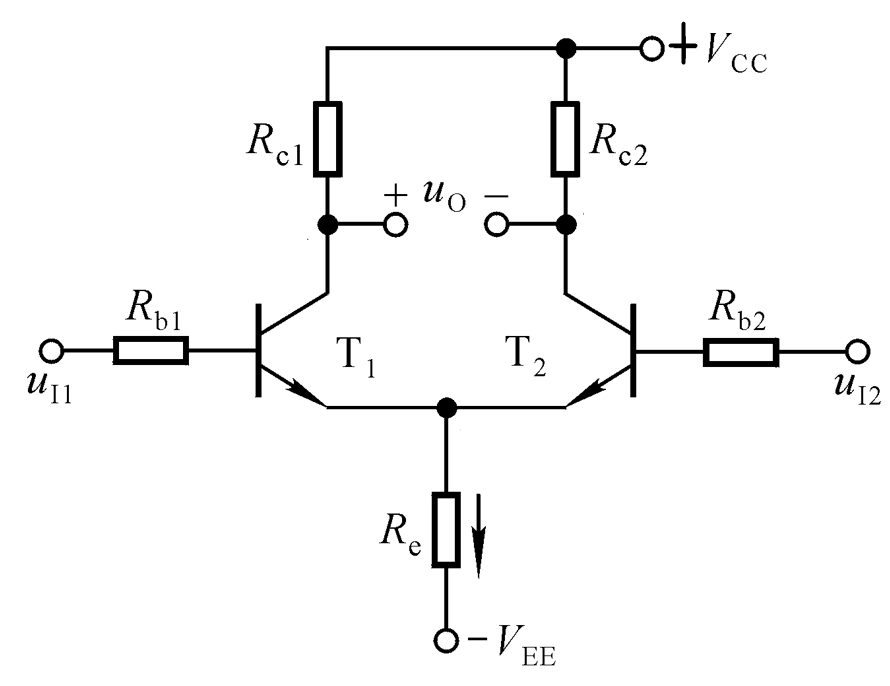 +V_CC
R_c1
R_c2
+ u_O −
R_b1
R_b2
T_1
T_2
u_I1
u_I2
R_e
−V_EE